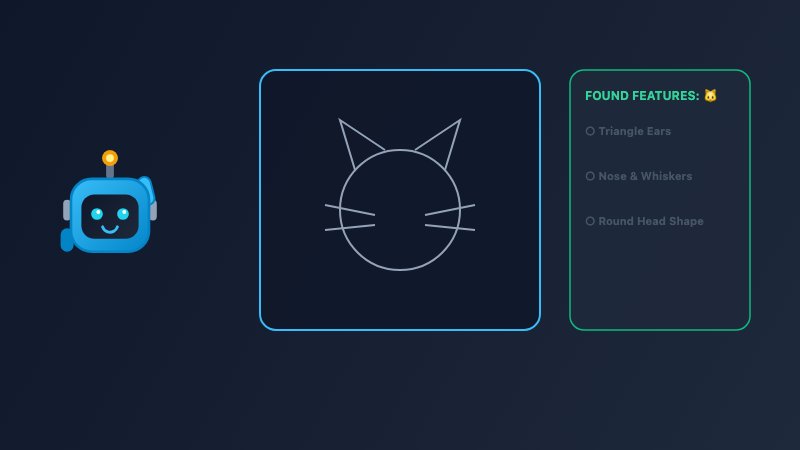 FOUND FEATURES: 🐱
○ Triangle Ears
○ Nose & Whiskers
○ Round Head Shape